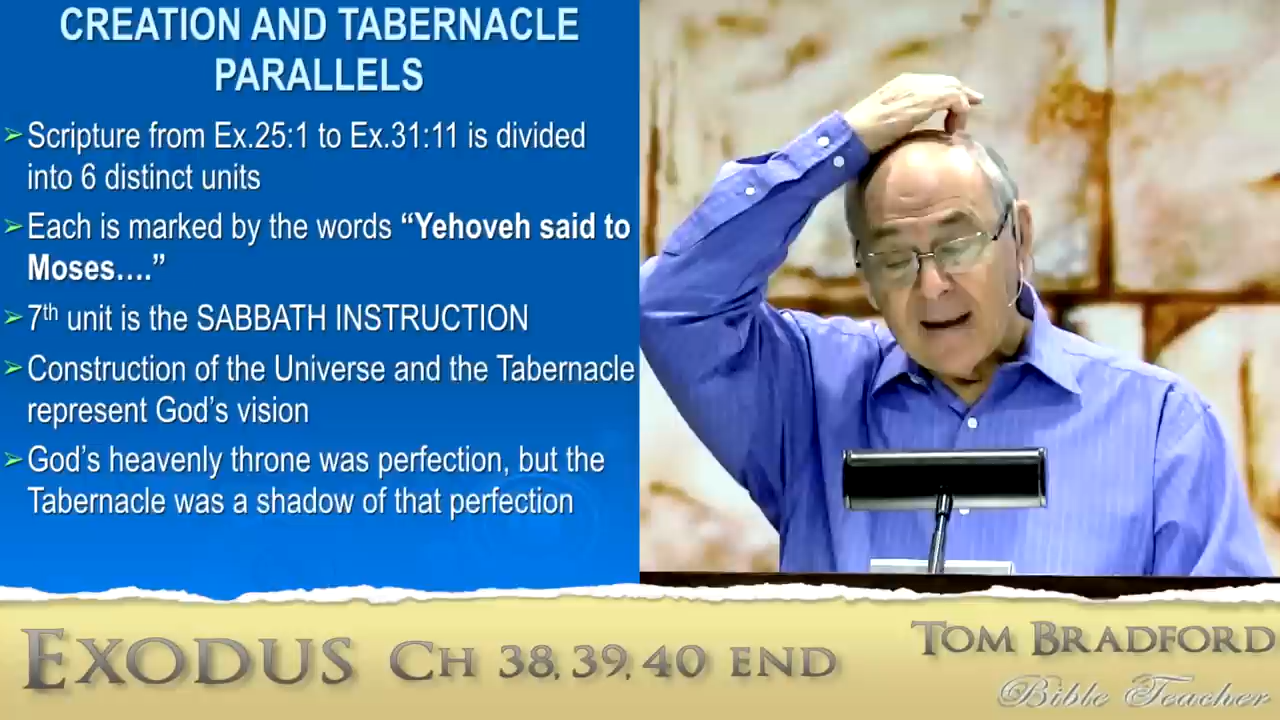 CREATION AND TABERNACLE
PARALLELS
➢Scripture from Ex.25:1 to Ex.31:11 is divided
into 6 distinct units
➢Each is marked by the words “Yehoveh said to
Moses….”
➢7th unit is the SABBATH INSTRUCTION
➢Construction of the Universe and the Tabernacle
represent God’s vision
➢God’s heavenly throne was perfection, but the
Tabernacle was a shadow of that perfection
EXODUS CH 38, 39, 40 END
TOM BRADFORD
Bible Teacher